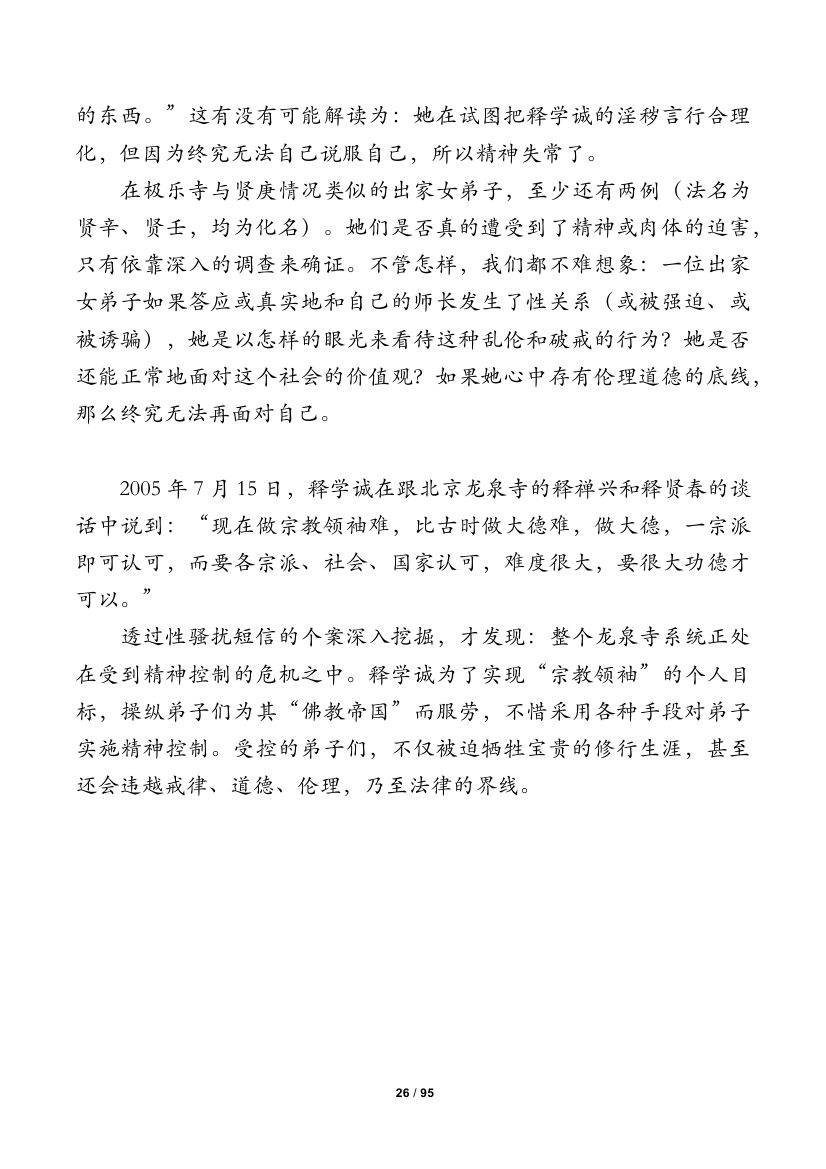 的东西。”这有没有可能解读为：她在试图把释学诚的淫秽言行合理
化，但因为终究无法自己说服自己，所以精神失常了。
在极乐寺与贤庚情况类似的出家女弟子，至少还有两例（法名为
贤辛、贤壬，均为化名）。她们是否真的遭受到了精神或肉体的迫害，
只有依靠深入的调查来确证。不管怎样，我们都不难想象：一位出家
女弟子如果答应或真实地和自己的师长发生了性关系（或被强迫、或
被诱骗），她是以怎样的眼光来看待这种乱伦和破戒的行为？她是否
还能正常地面对这个社会的价值观？如果她心中存有伦理道德的底线，
那么终究无法再面对自己。
2005 年 7 月 15 日，释学诚在跟北京龙泉寺的释禅兴和释贤春的谈
话中说到：“现在做宗教领袖难，比古时做大德难，做大德，一宗派
即可认可，而要各宗派、社会、国家认可，难度很大，要很大功德才
可以。”
透过性骚扰短信的个案深入挖掘，才发现：整个龙泉寺系统正处
在受到精神控制的危机之中。释学诚为了实现“宗教领袖”的个人目
标，操纵弟子们为其“佛教帝国”而服劳，不惜采用各种手段对弟子
实施精神控制。受控的弟子们，不仅被迫牺牲宝贵的修行生涯，甚至
还会违越戒律、道德、伦理，乃至法律的界线。
26 / 95